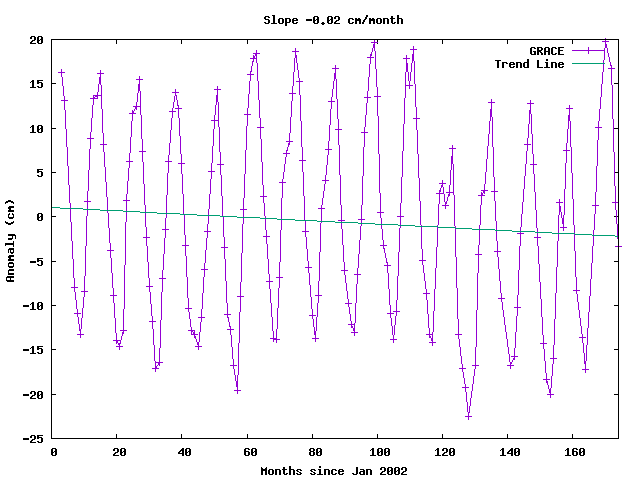 Slope -0.02 cm/month
GRACE
Trend Line
20
15
10
5
0
-5
-10
-15
-20
-25
Anomaly (cm)
0 20 40 60 80 100 120 140 160
Months since Jan 2002